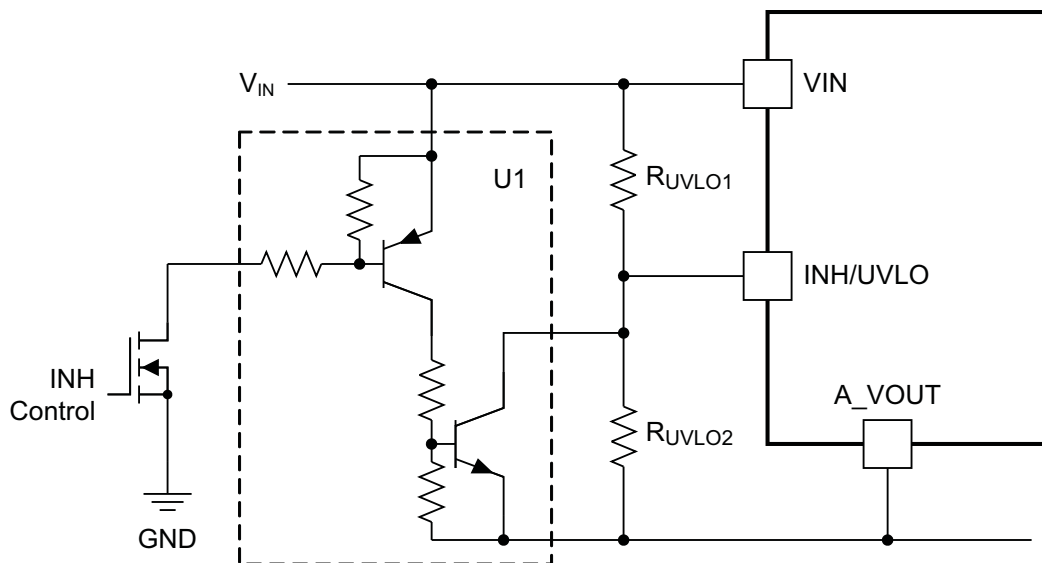 V_IN
VIN
U1
R_UVLO1
INH/UVLO
INH
Control
A_VOUT
R_UVLO2
GND